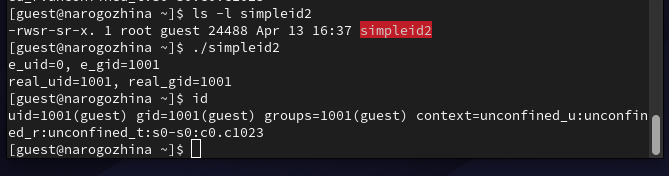 [guest@narogozhina ~]$ ls -l simpleid2
-rwsr-sr-x. 1 root guest 24488 Apr 13 16:37 simpleid2
[guest@narogozhina ~]$ ./simpleid2
e_uid=0, e_gid=1001
real_uid=1001, real_gid=1001
[guest@narogozhina ~]$ id
uid=1001(guest) gid=1001(guest) groups=1001(guest) context=unconfined_u:unconfin
ed_r:unconfined_t:s0-s0:c0.c1023
[guest@narogozhina ~]$